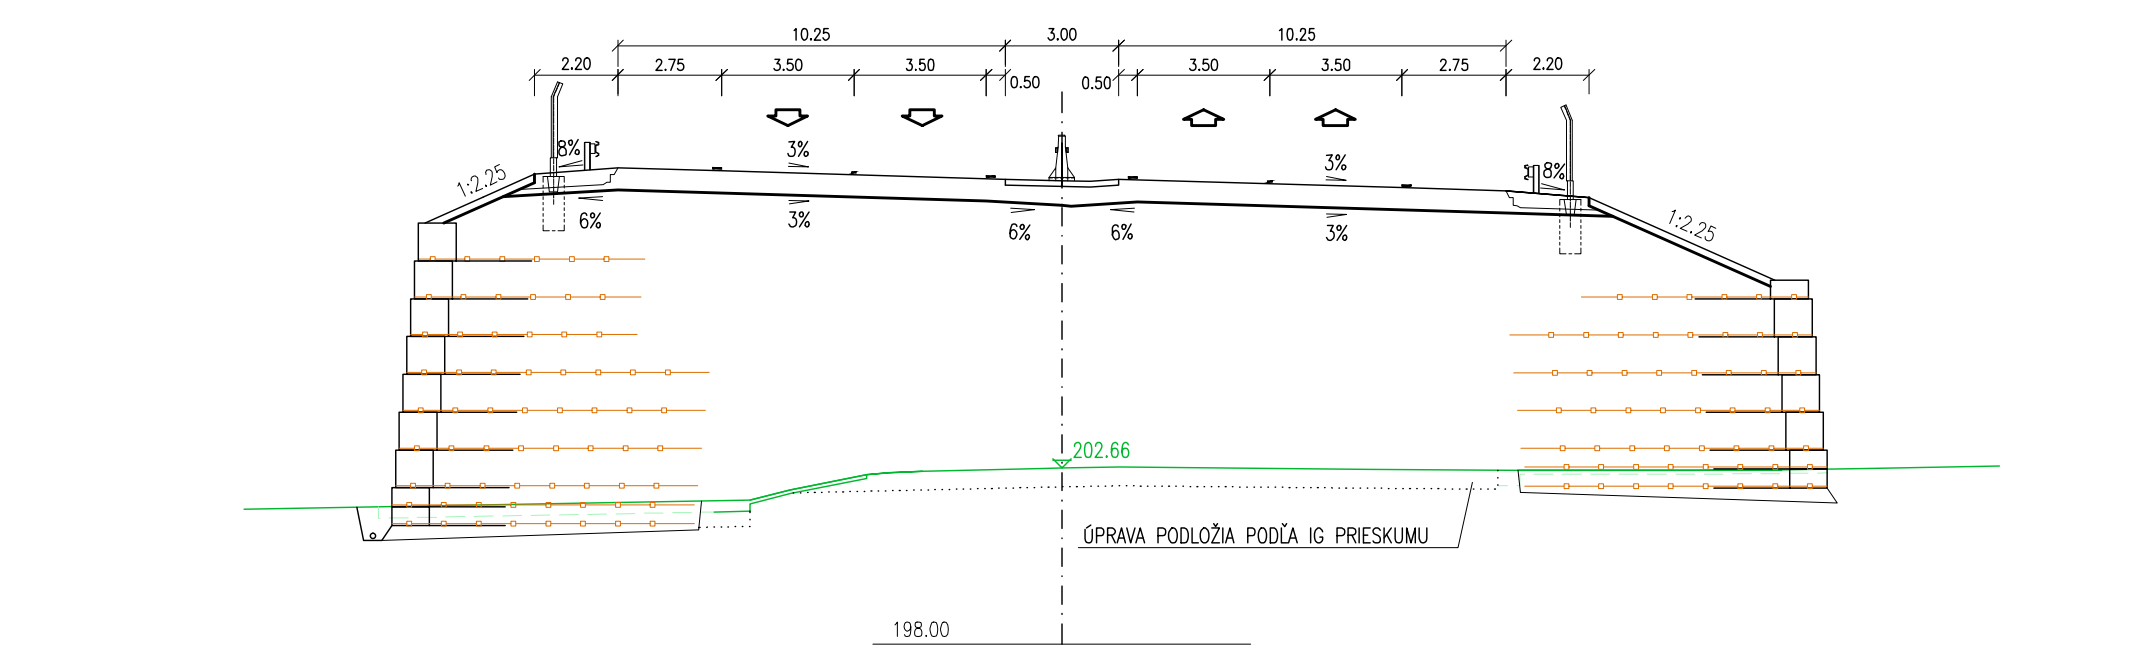 10.25 3.00 10.25
2.20 2.75 3.50 3.50 0.50 0.50 3.50 3.50 2.75 2.20
8% 3% 3% 8%
1:2.25 1:2.25
6% 3% 6% 6% 3%
202.66
ÚPRAVA PODLOŽIA PODĽA IG PRIESKUMU
198.00